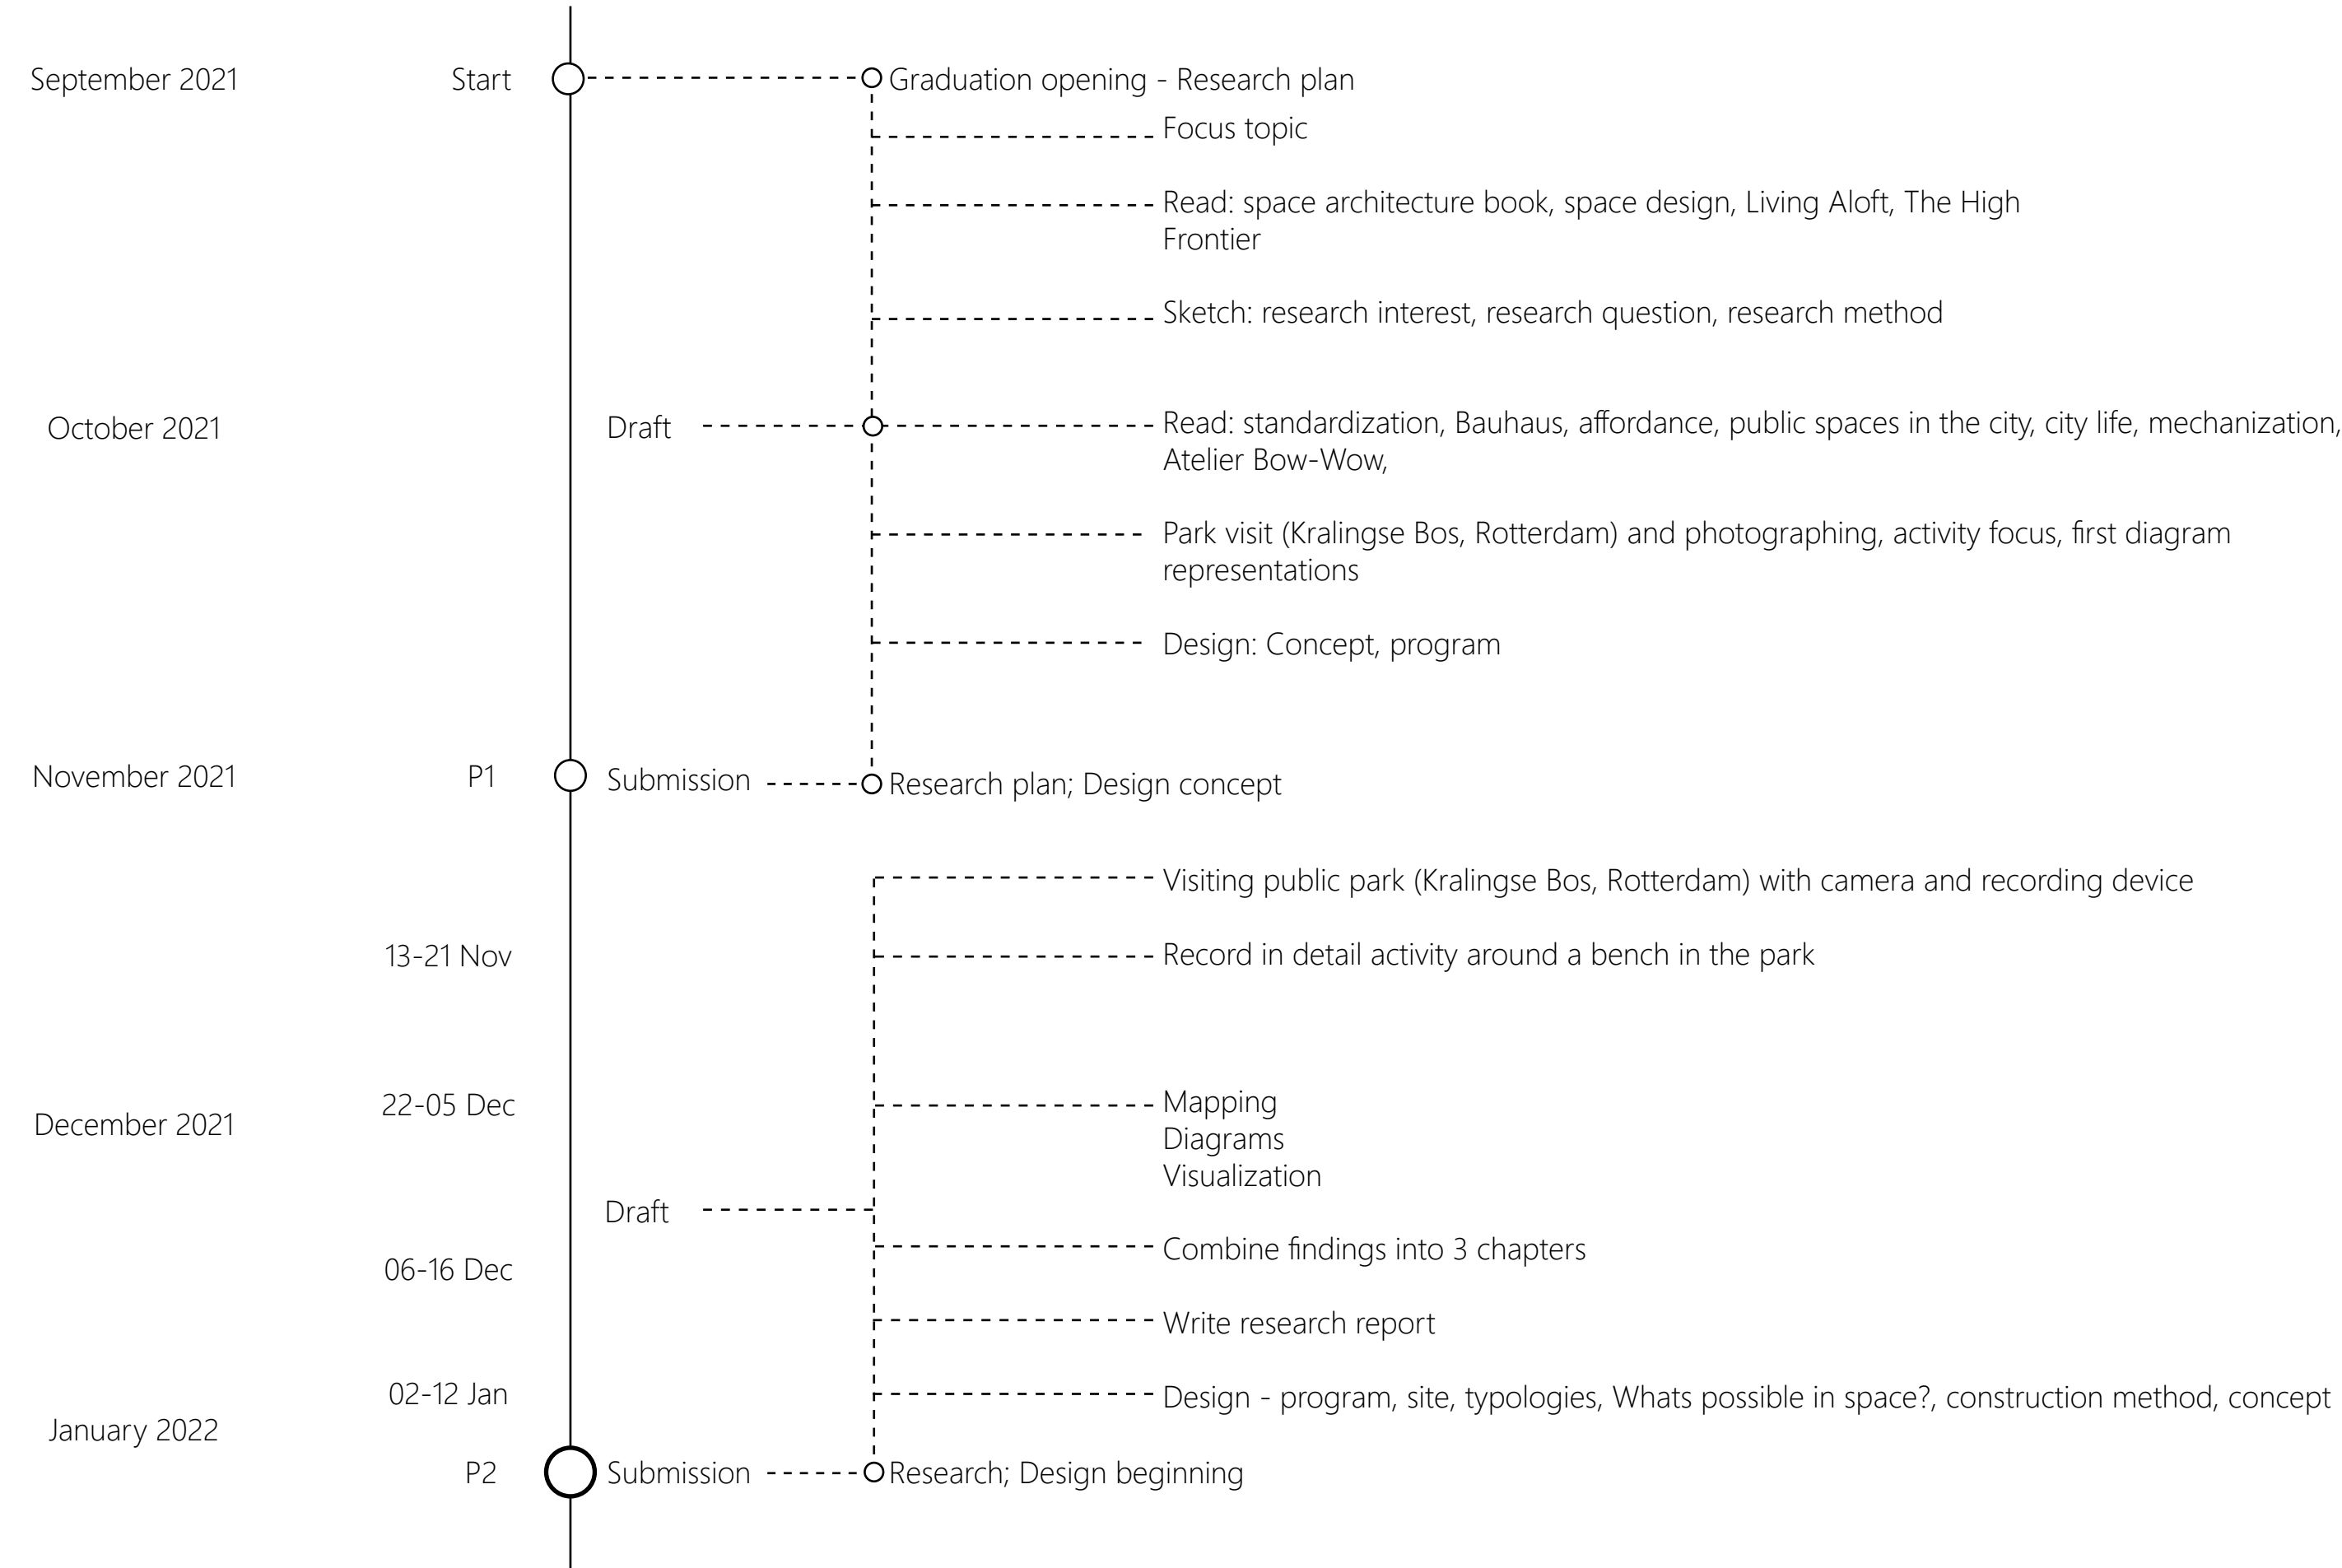 September 2021
Start
Graduation opening - Research plan
Focus topic
Read: space architecture book, space design, Living Aloft, The High
Frontier
Sketch: research interest, research question, research method
October 2021
Draft
Read: standardization, Bauhaus, affordance, public spaces in the city, city life, mechanization,
Atelier Bow-Wow,
Park visit (Kralingse Bos, Rotterdam) and photographing, activity focus, first diagram
representations
Design: Concept, program
November 2021
P1
Submission
Research plan; Design concept
Visiting public park (Kralingse Bos, Rotterdam) with camera and recording device
13-21 Nov
Record in detail activity around a bench in the park
22-05 Dec
December 2021
Mapping
Diagrams
Visualization
Draft
Combine findings into 3 chapters
06-16 Dec
Write research report
02-12 Jan
Design - program, site, typologies, Whats possible in space?, construction method, concept
January 2022
P2
Submission
Research; Design beginning